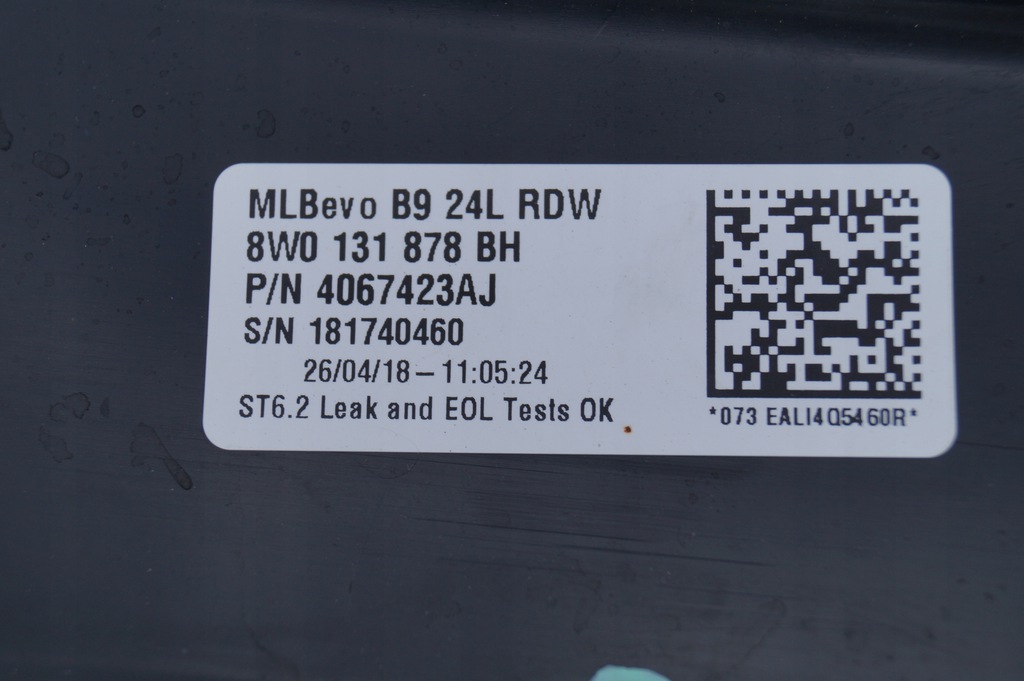 MLBevo B9 24L RDW
8W0 131 878 BH
P/N 4067423AJ
S/N 181740460
26/04/18 – 11:05:24
ST6.2 Leak and EOL Tests OK
*073 EALI4Q5460R*